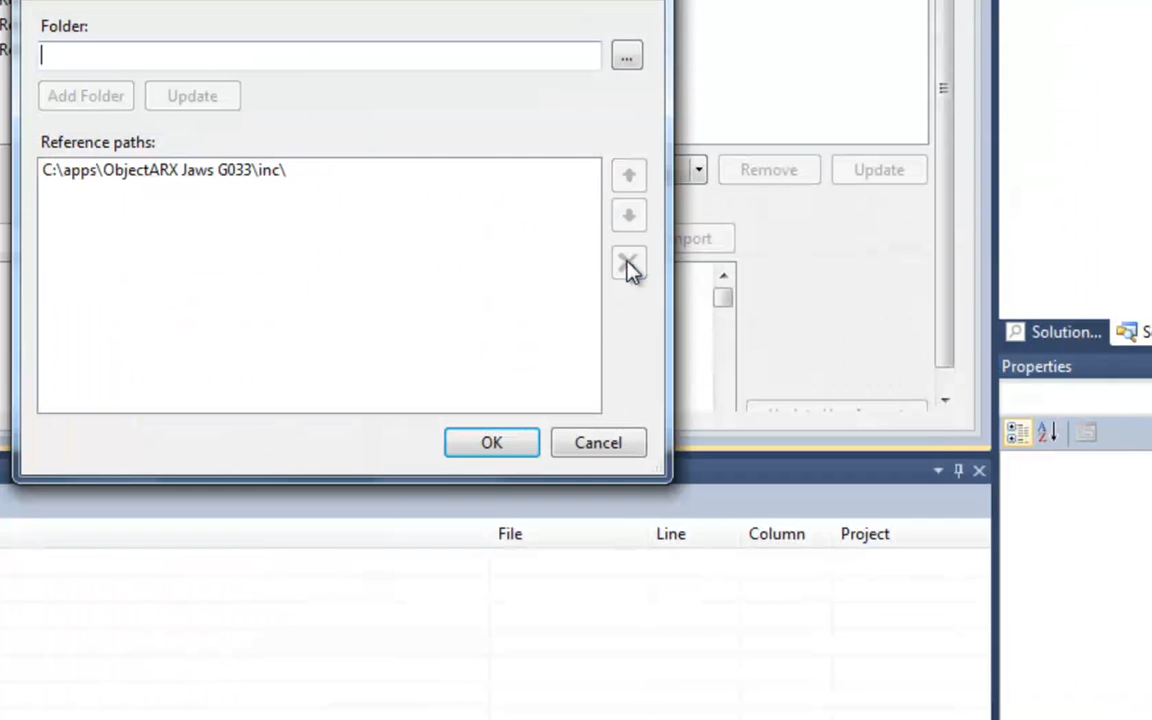 Folder:
...
Add Folder Update
Reference paths:
C:\apps\ObjectARX Jaws G033\inc\
Remove Update
OK Cancel
Solution...
Properties
File Line Column Project